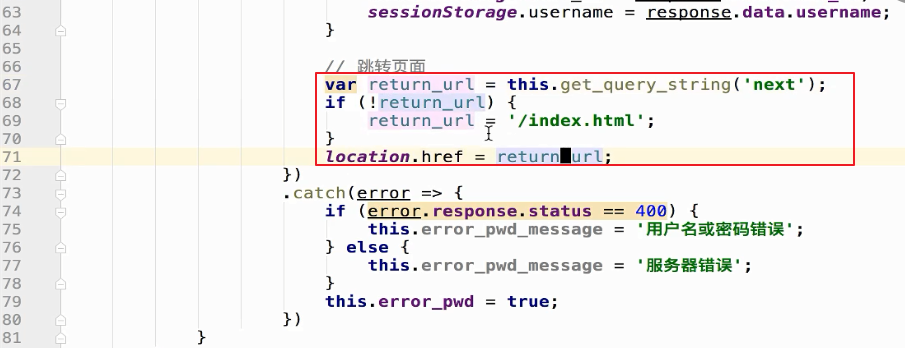 63 sessionStorage.username = response.data.username;
64 }
65
66 // 跳转页面
67 var return_url = this.get_query_string('next');
68 if (!return_url) {
69 return_url = '/index.html';
70 }
71 location.href = return_url;
72 })
73 .catch(error => {
74 if (error.response.status == 400) {
75 this.error_pwd_message = '用户名或密码错误';
76 } else {
77 this.error_pwd_message = '服务器错误';
78 }
79 this.error_pwd = true;
80 })
81 }